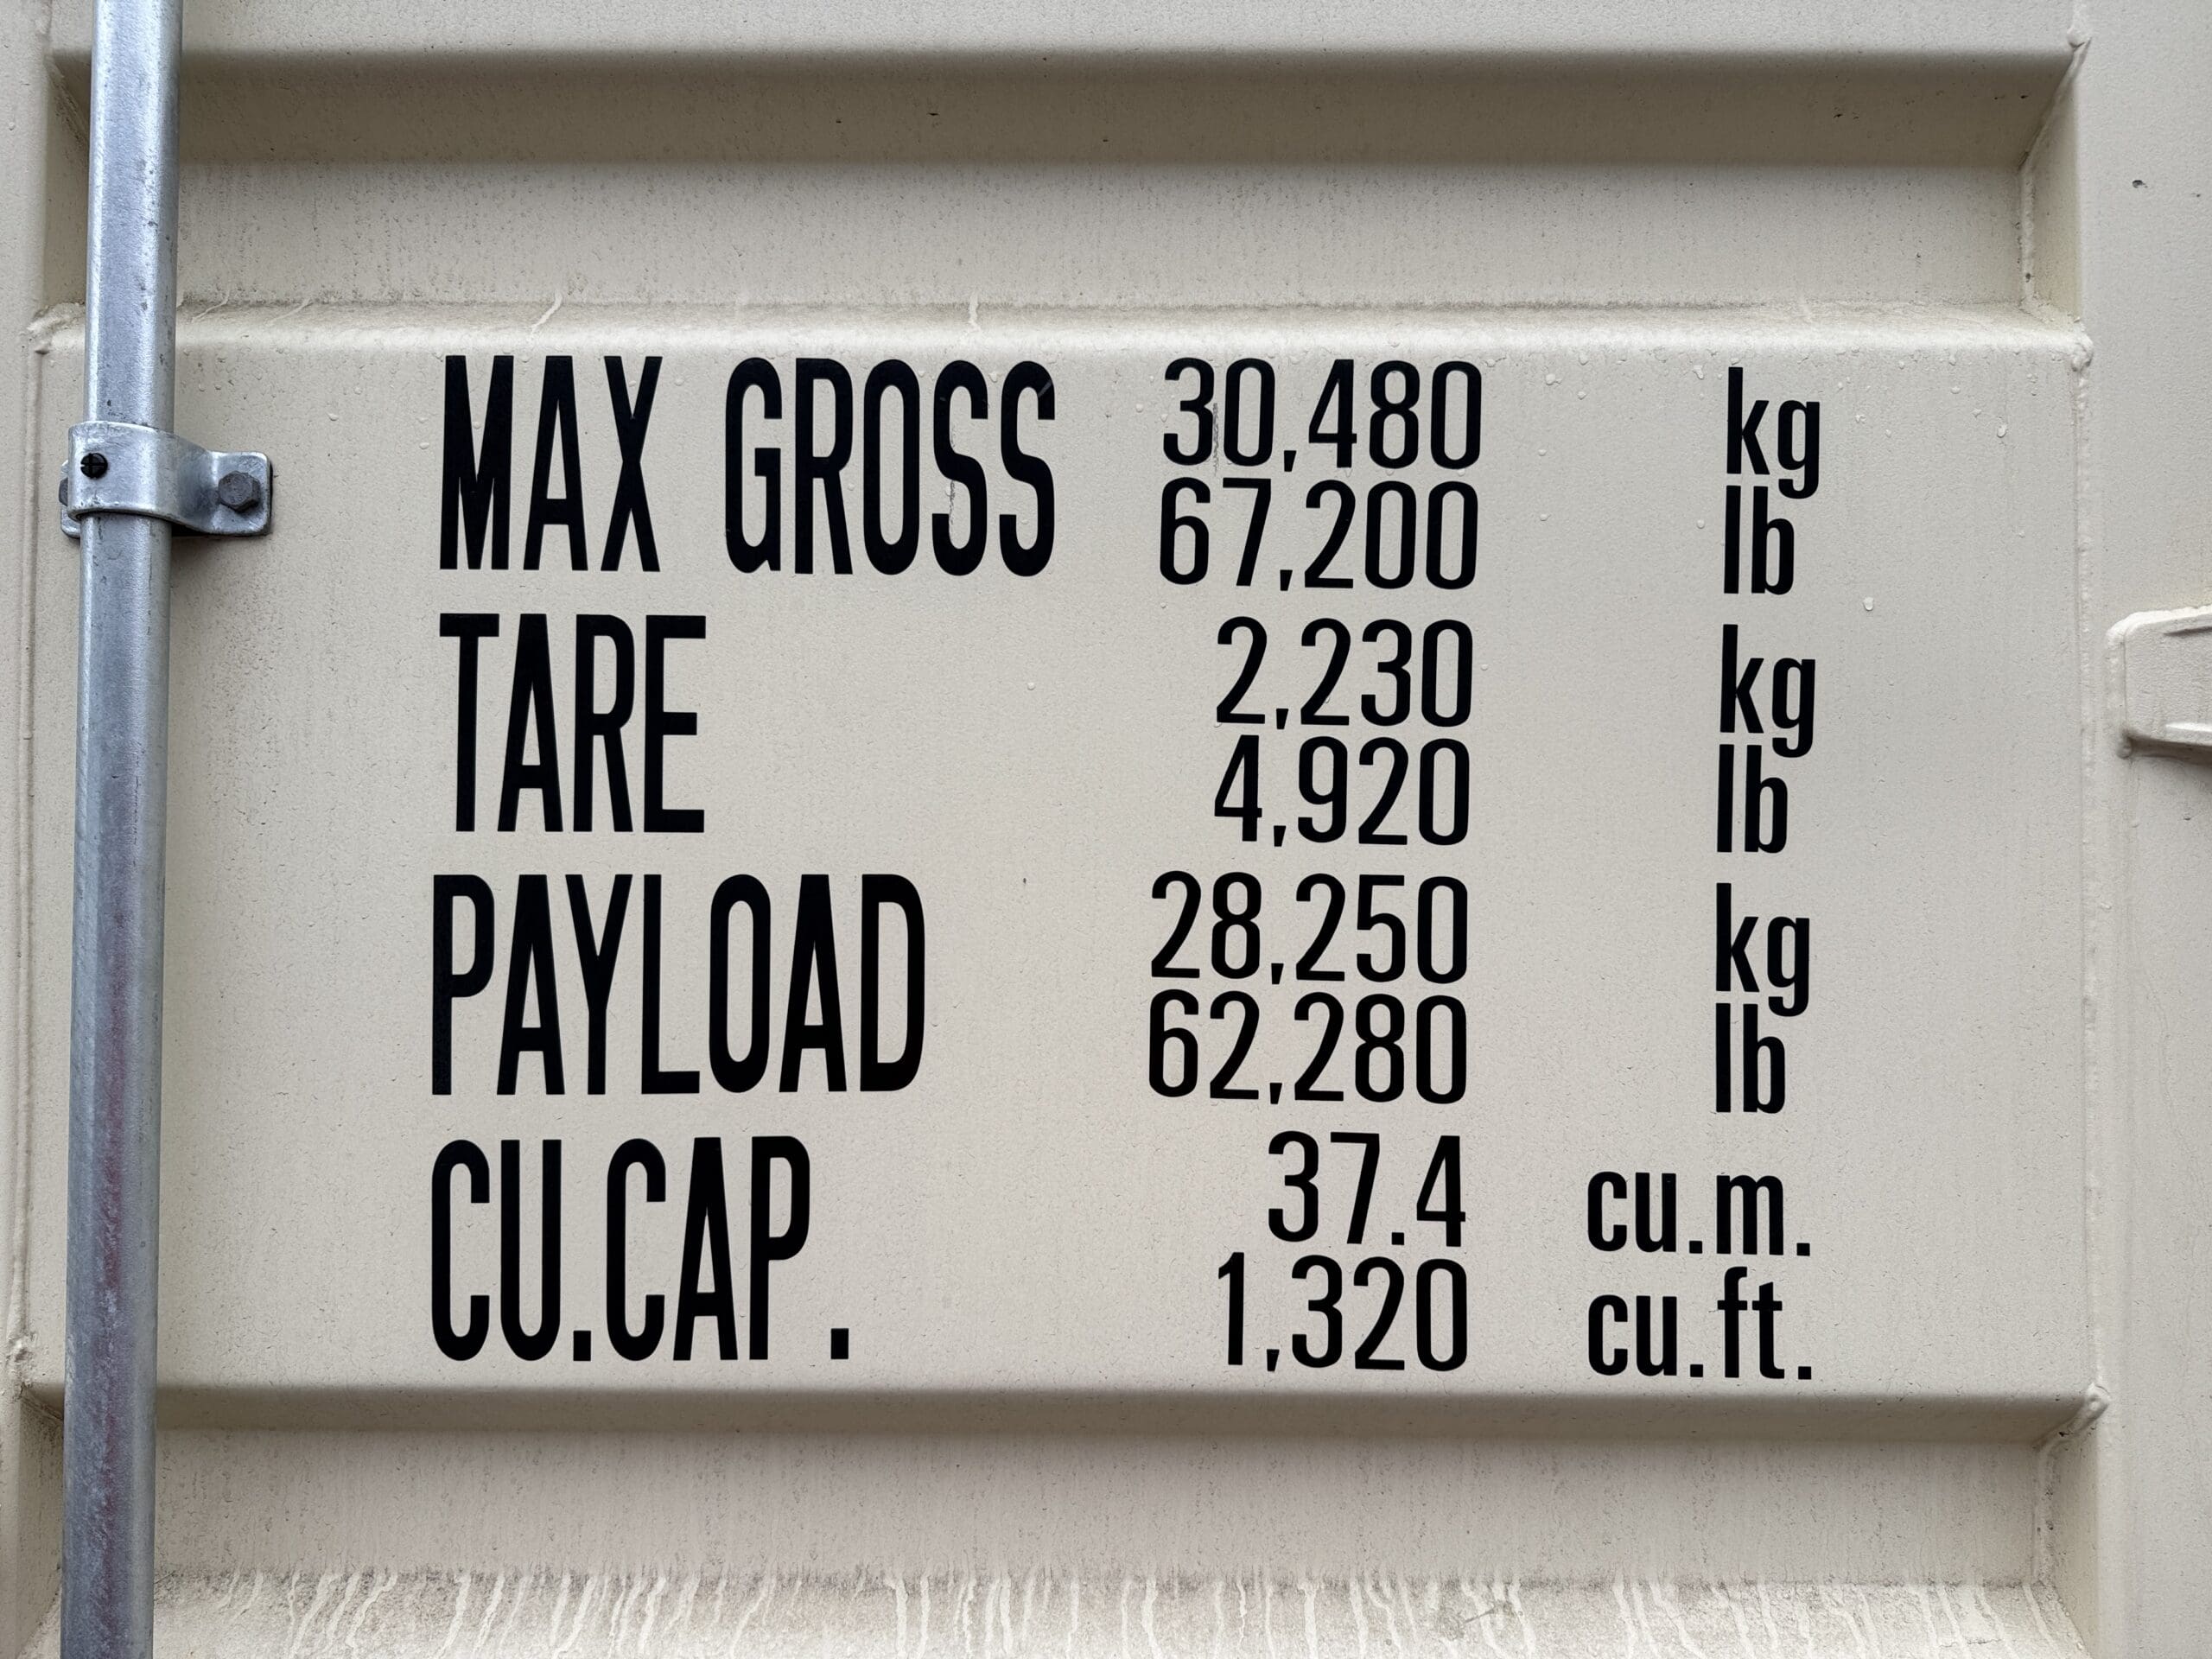 MAX GROSS 30,480 kg
67,200 lb
TARE 2,230 kg
4,920 lb
PAYLOAD 28,250 kg
62,280 lb
CU.CAP. 37.4 cu.m.
1,320 cu.ft.